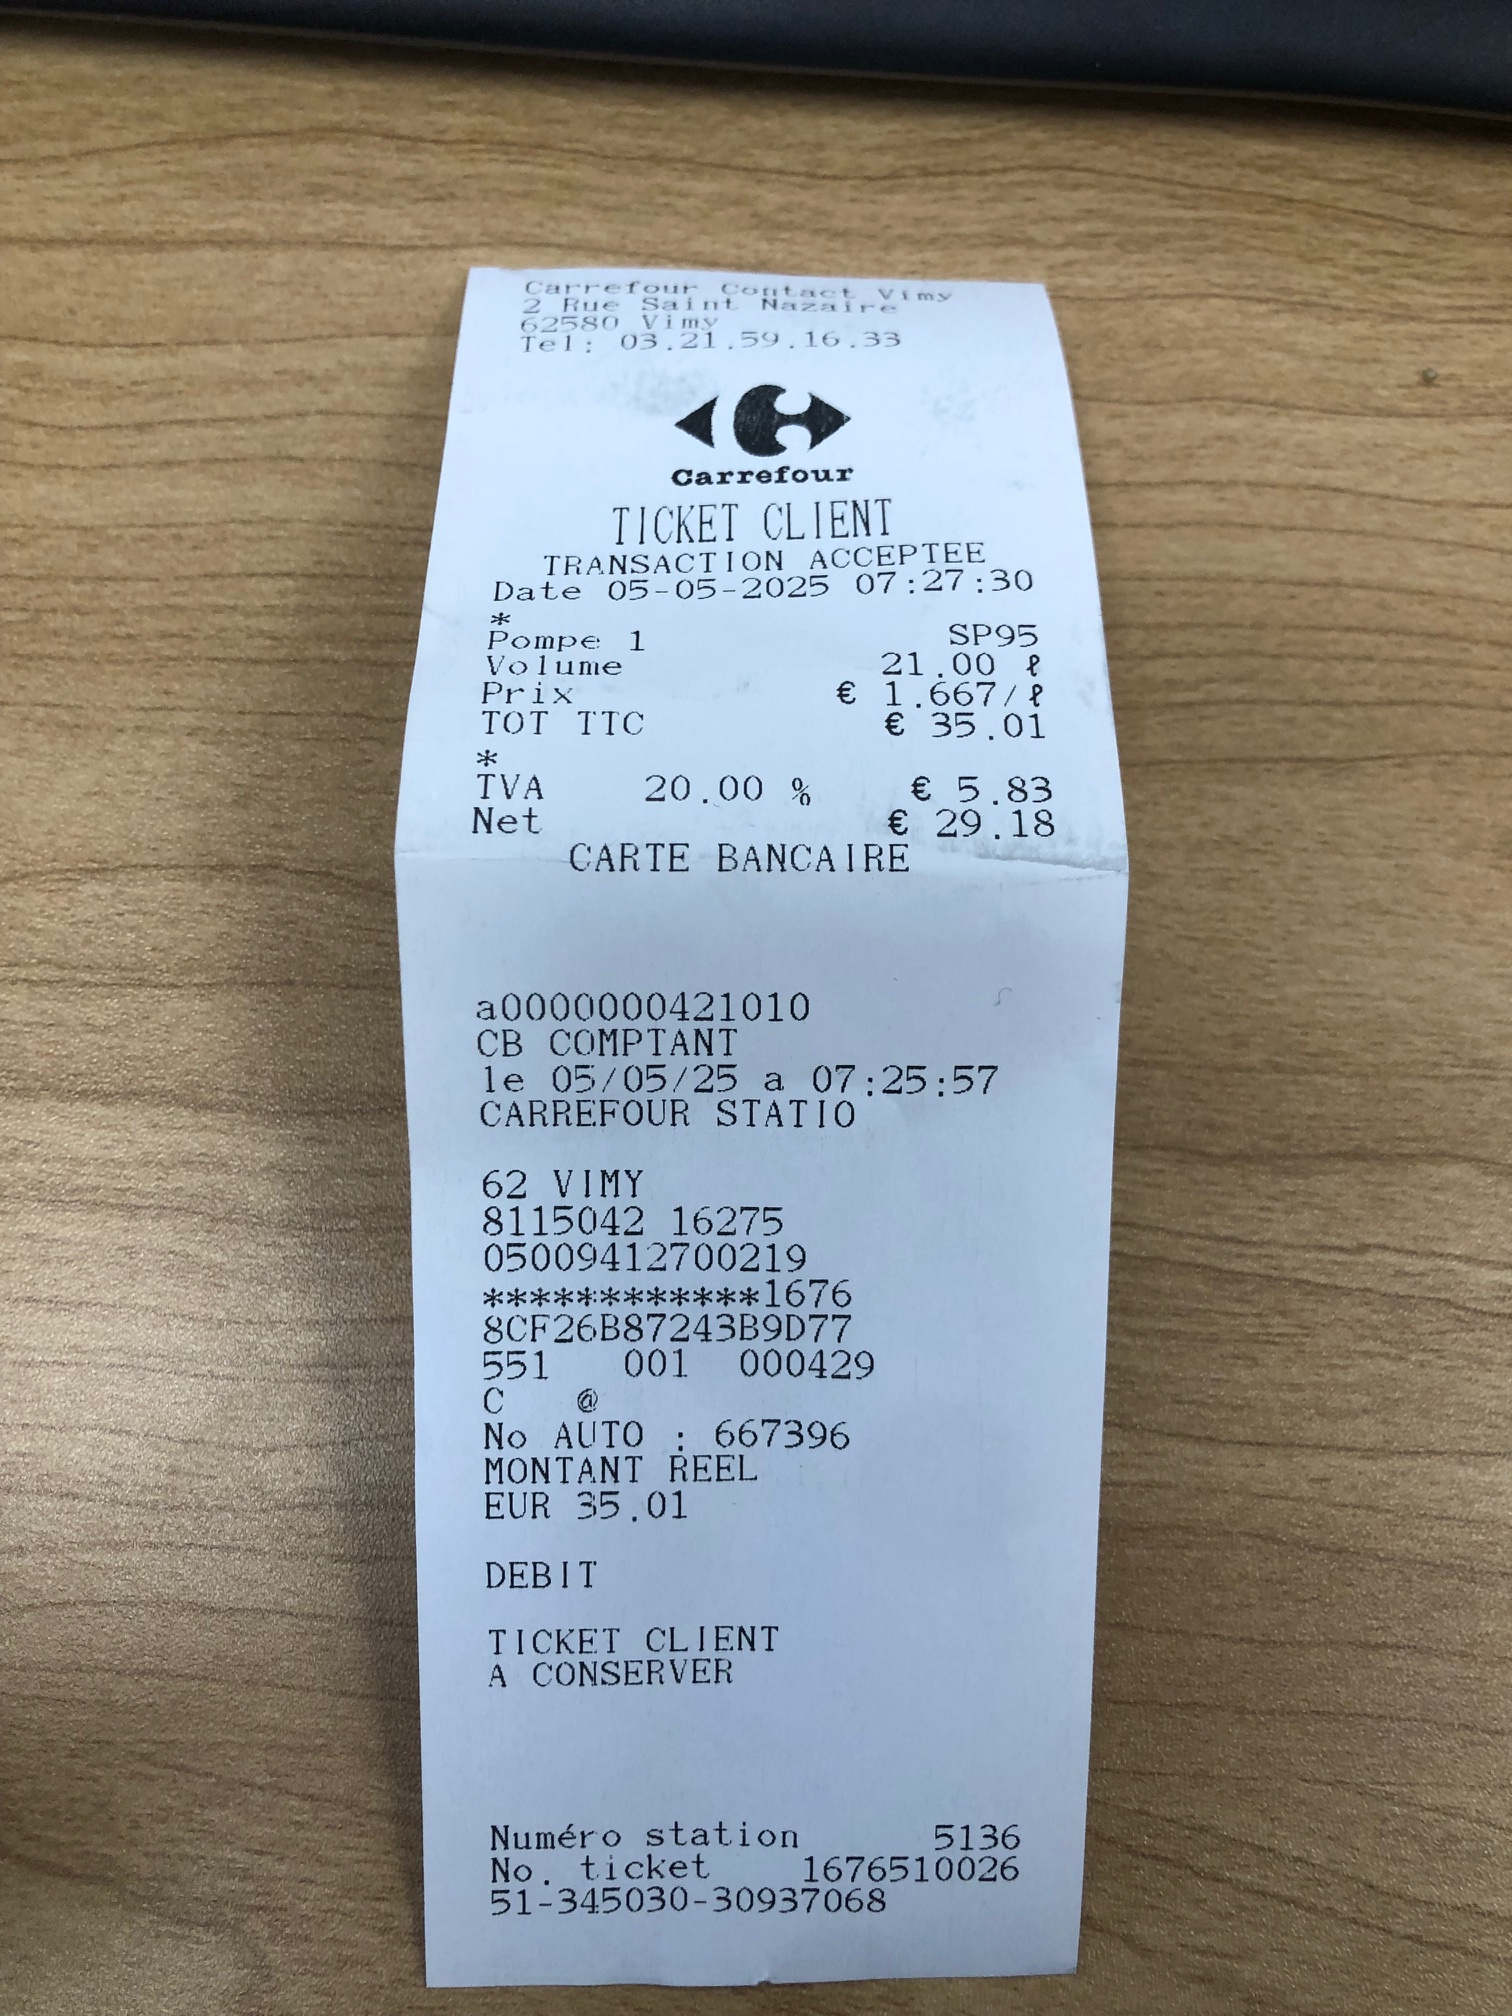 Carrefour Contact Vimy
2 Rue Saint Nazaire
62580 Vimy
Tel: 03.21.59.16.33
Carrefour
TICKET CLIENT
TRANSACTION ACCEPTEE
Date 05-05-2025 07:27:30
*
Pompe 1 SP95
Volume 21.00 ℓ
Prix € 1.667/ℓ
TOT TTC € 35.01
*
TVA 20.00 % € 5.83
Net € 29.18
CARTE BANCAIRE
a0000000421010
CB COMPTANT
le 05/05/25 a 07:25:57
CARREFOUR STATIO
62 VIMY
8115042 16275
05009412700219
************1676
8CF26B87243B9D77
551 001 000429
C @
No AUTO : 667396
MONTANT REEL
EUR 35.01
DEBIT
TICKET CLIENT
A CONSERVER
Numéro station 5136
No. ticket 1676510026
51-345030-30937068